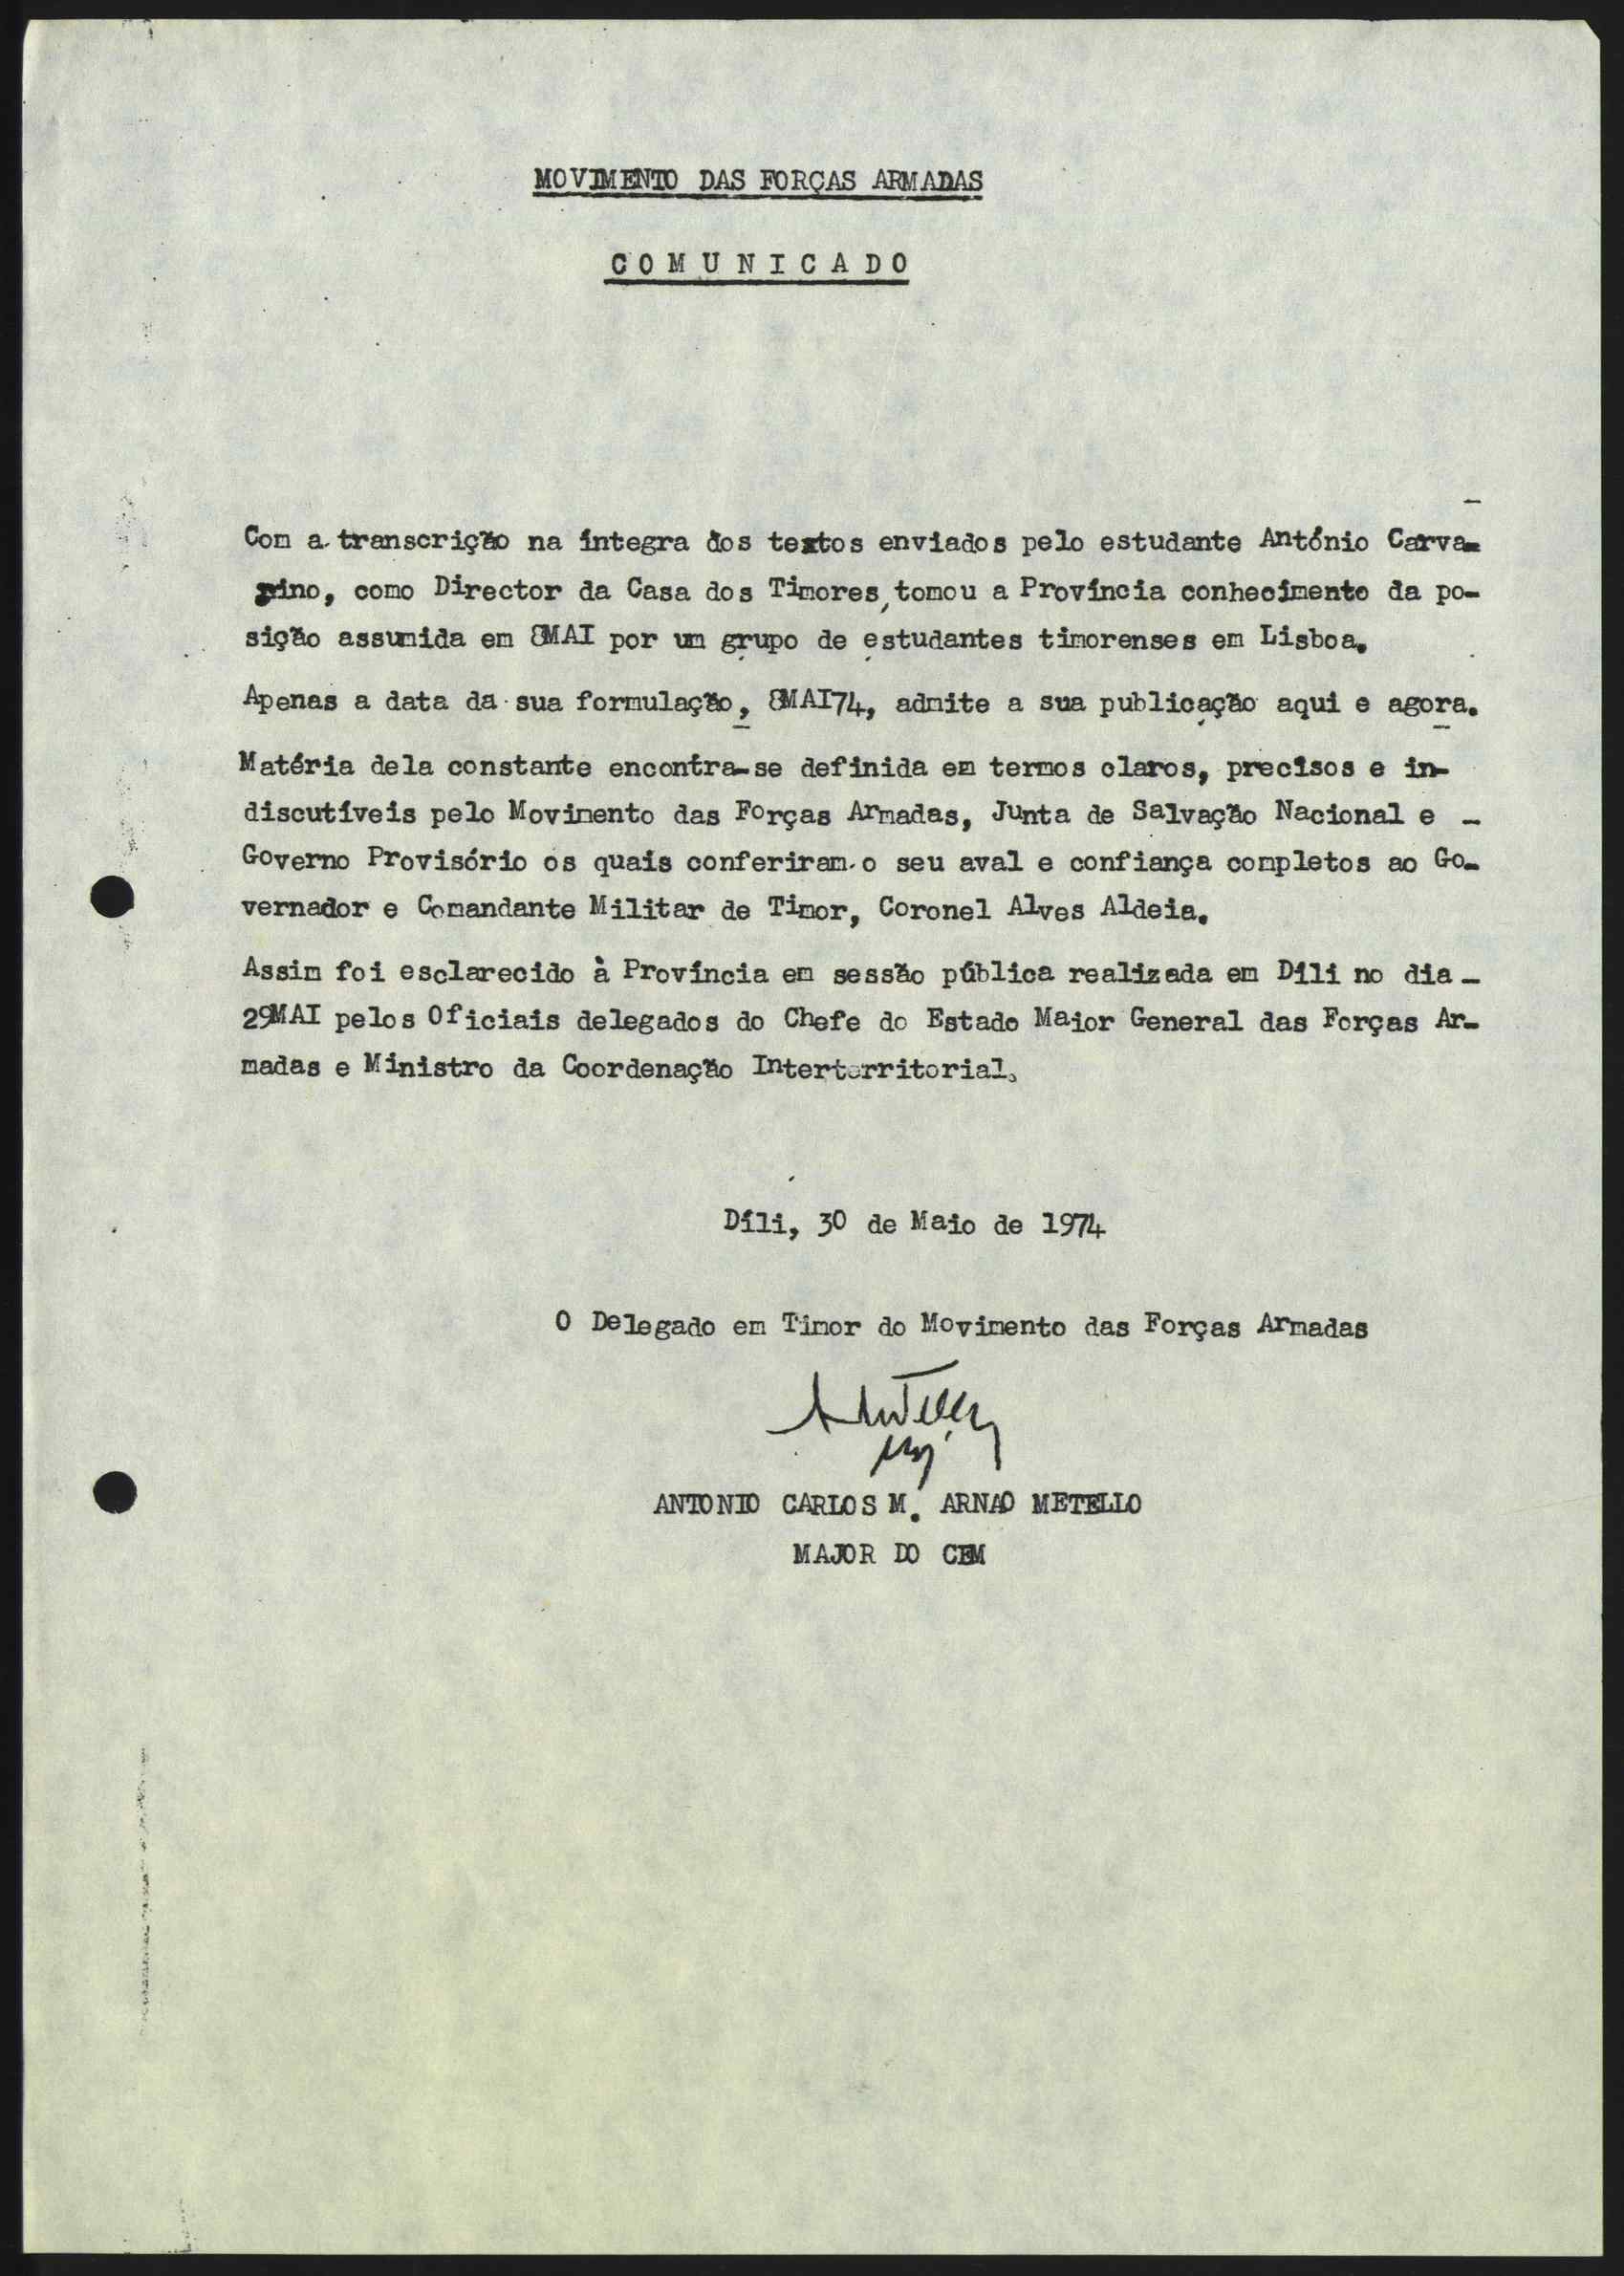 MOVIMENTO DAS FORÇAS ARMADAS
COMUNICADO
Com a transcrição na íntegra dos textos enviados pelo estudante António Carva-
rino, como Director da Casa dos Timores, tomou a Província conhecimento da po-
sição assumida em 8MAI por um grupo de estudantes timorenses em Lisboa.
Apenas a data da sua formulação, 8MAI74, admite a sua publicação aqui e agora.
Matéria dela constante encontra-se definida em termos claros, precisos e in-
discutíveis pelo Movimento das Forças Armadas, Junta de Salvação Nacional e -
Governo Provisório os quais conferiram o seu aval e confiança completos ao Go-
vernador e Comandante Militar de Timor, Coronel Alves Aldeia.
Assim foi esclarecido à Província em sessão pública realizada em Díli no dia -
29MAI pelos Oficiais delegados do Chefe do Estado Maior General das Forças Ar-
madas e Ministro da Coordenação Interterritorial.
Díli, 30 de Maio de 1974
O Delegado em Timor do Movimento das Forças Armadas
ANTONIO CARLOS M. ARNAO METELLO
MAJOR DO CEM